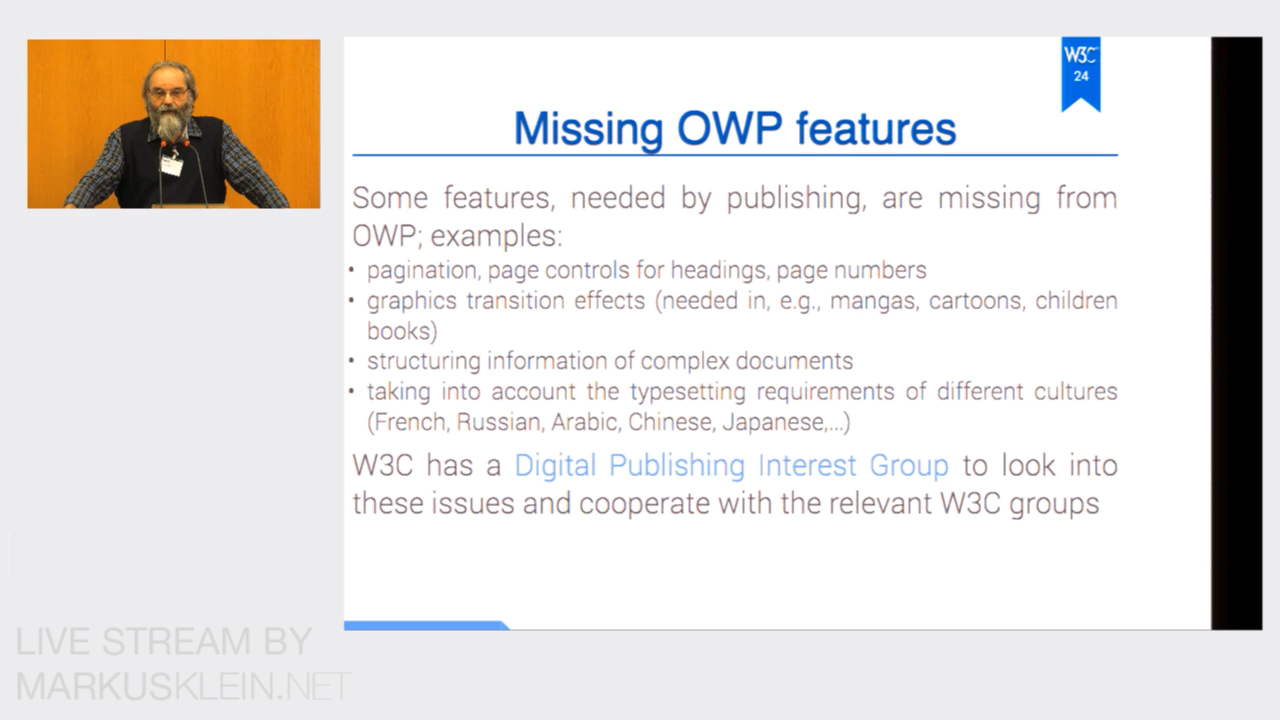 W3C
24
Missing OWP features
Some features, needed by publishing, are missing from
OWP; examples:
• pagination, page controls for headings, page numbers
• graphics transition effects (needed in, e.g., mangas, cartoons, children
books)
• structuring information of complex documents
• taking into account the typesetting requirements of different cultures
(French, Russian, Arabic, Chinese, Japanese,...)
W3C has a Digital Publishing Interest Group to look into
these issues and cooperate with the relevant W3C groups
LIVE STREAM BY
MARKUSKLEIN.NET